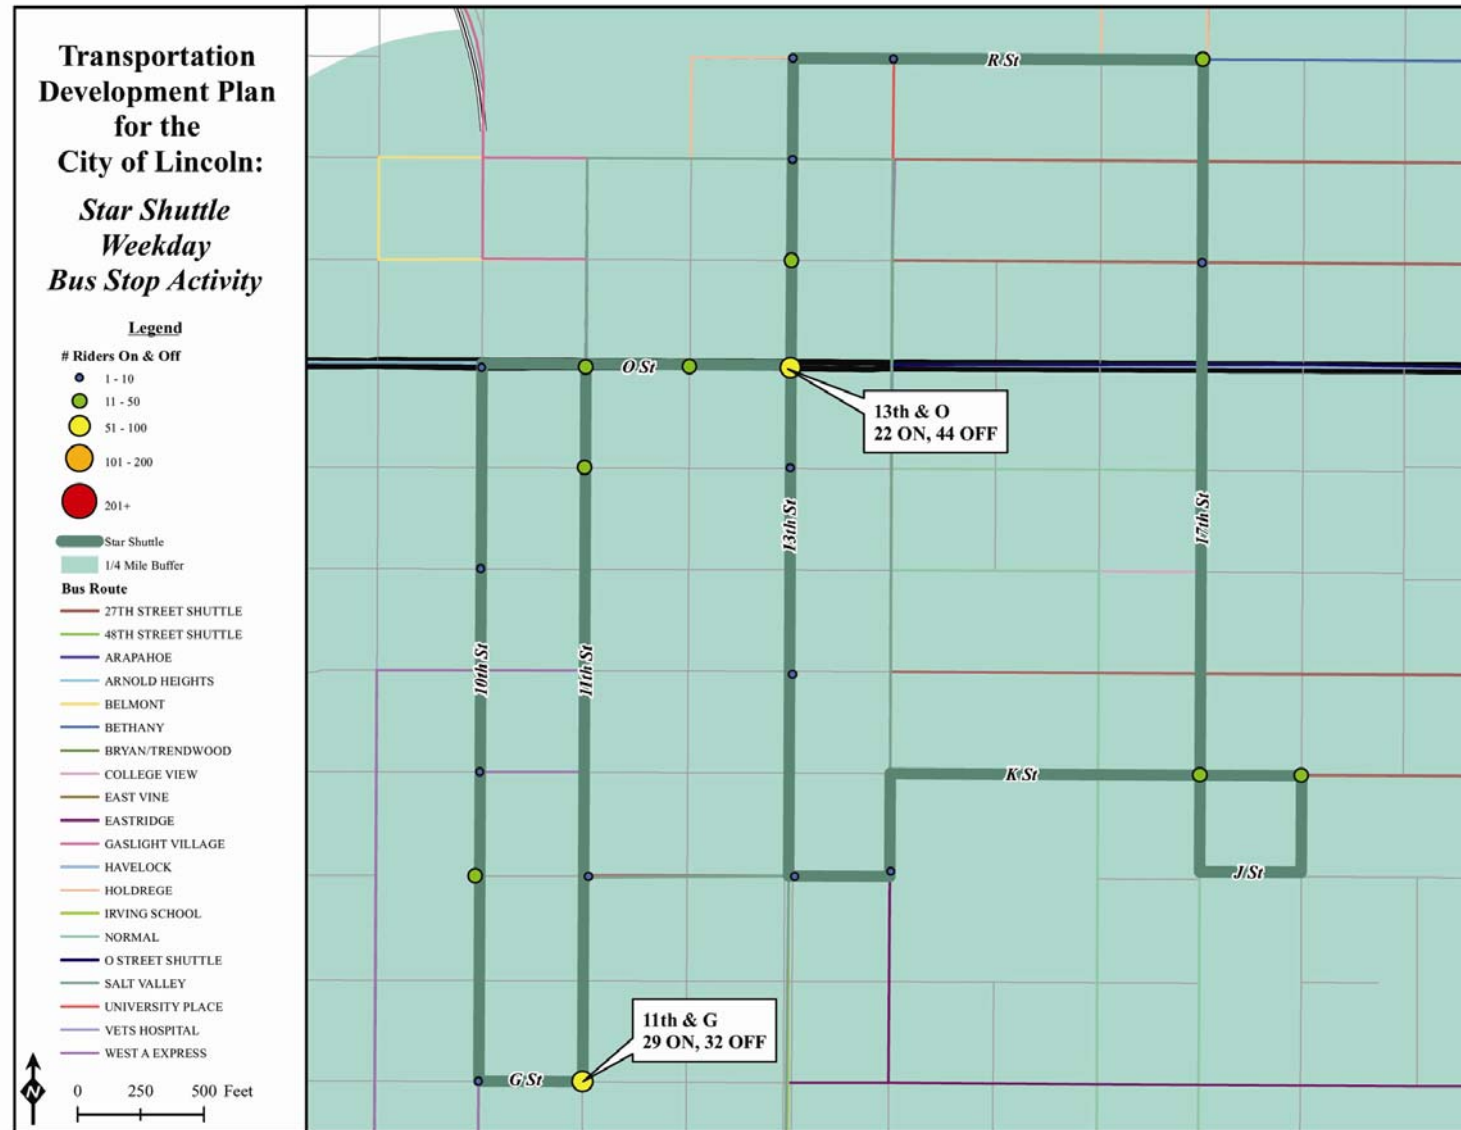 Transportation
Development Plan
for the
City of Lincoln:
Star Shuttle
Weekday
Bus Stop Activity
Legend
# Riders On & Off
1 - 10
11 - 50
51 - 100
101 - 200
201+
Star Shuttle
1/4 Mile Buffer
Bus Route
27TH STREET SHUTTLE
48TH STREET SHUTTLE
ARAPAHOE
ARNOLD HEIGHTS
BELMONT
BETHANY
BRYAN/TRENDWOOD
COLLEGE VIEW
EAST VINE
EASTRIDGE
GASLIGHT VILLAGE
HAVELOCK
HOLDREGE
IRVING SCHOOL
NORMAL
O STREET SHUTTLE
SALT VALLEY
UNIVERSITY PLACE
VETS HOSPITAL
WEST A EXPRESS
N
0 250 500 Feet
R St
O St
13th & O
22 ON, 44 OFF
13th St
17th St
10th St
11th St
K St
J St
11th & G
29 ON, 32 OFF
G St